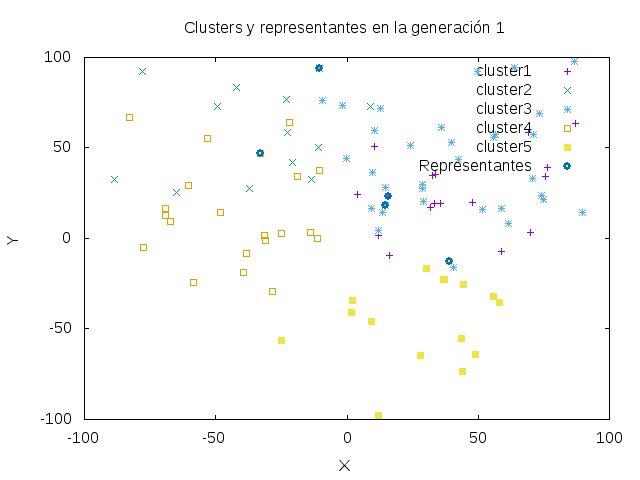 Clusters y representantes en la generación 1
100
50
0
-50
-100
-100
-50
0
50
100
Y
X
cluster1
cluster2
cluster3
cluster4
cluster5
Representantes